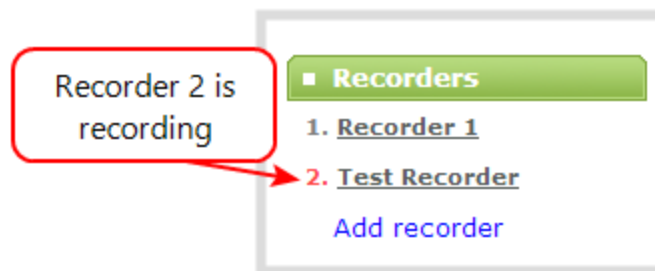 Recorder 2 is
recording
Recorders
1. Recorder 1
2. Test Recorder
Add recorder